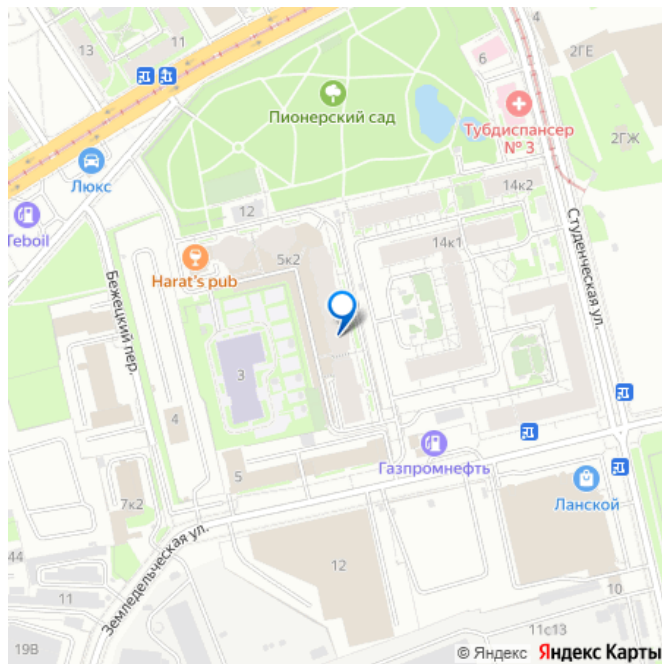 4
11
13
2ГЕ
6
Пионерский сад
Тубдиспансер
№ 3
2ГЖ
Люкс
14к2
Teboil
12
14к1
Студенческая ул.
5к2
Harat's pub
Бежецкий пер.
3
4
Газпромнефть
5
Ланской
7к2
Земледельческая ул.
44
12
10
11
11с13
19В
© Яндекс Яндекс Карты